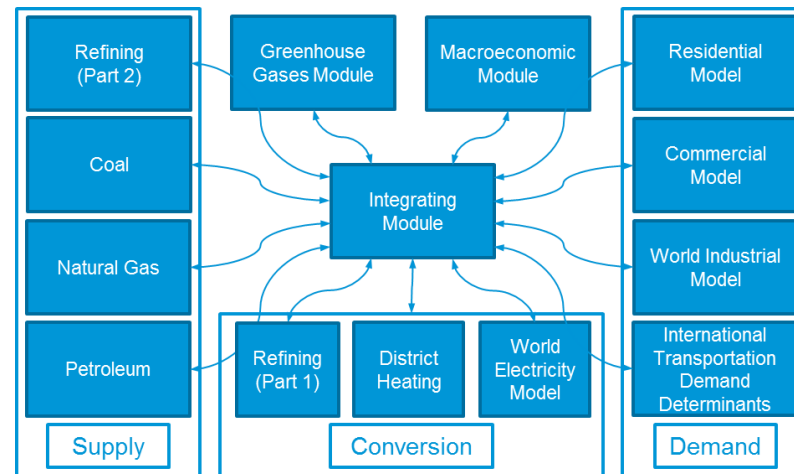 Refining
(Part 2)
Coal
Natural Gas
Petroleum
Supply
Greenhouse
Gases Module
Macroeconomic
Module
Integrating
Module
Refining
(Part 1)
District
Heating
World
Electricity
Model
Conversion
Residential
Model
Commercial
Model
World Industrial
Model
International
Transportation
Demand
Determinants
Demand